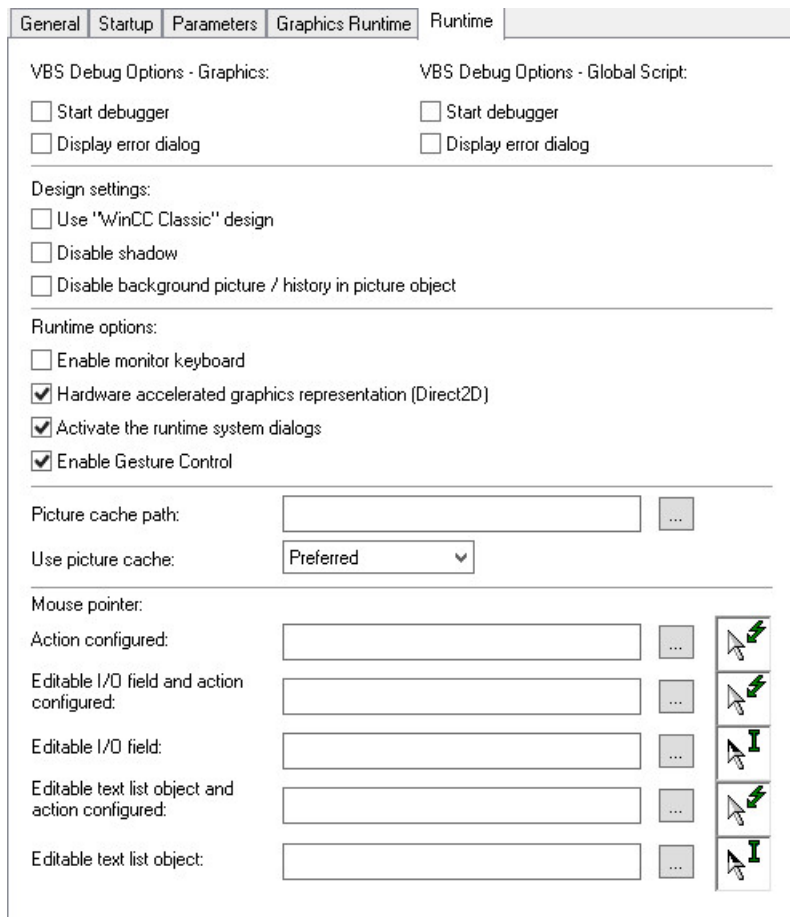 General Startup Parameters Graphics Runtime Runtime
VBS Debug Options - Graphics: VBS Debug Options - Global Script:
Start debugger Start debugger
Display error dialog Display error dialog
Design settings:
Use "WinCC Classic" design
Disable shadow
Disable background picture / history in picture object
Runtime options:
Enable monitor keyboard
Hardware accelerated graphics representation (Direct2D)
Activate the runtime system dialogs
Enable Gesture Control
Picture cache path: ...
Use picture cache: Preferred
Mouse pointer:
Action configured: ...
Editable I/O field and action
configured: ...
Editable I/O field: ...
Editable text list object and
action configured: ...
Editable text list object: ...